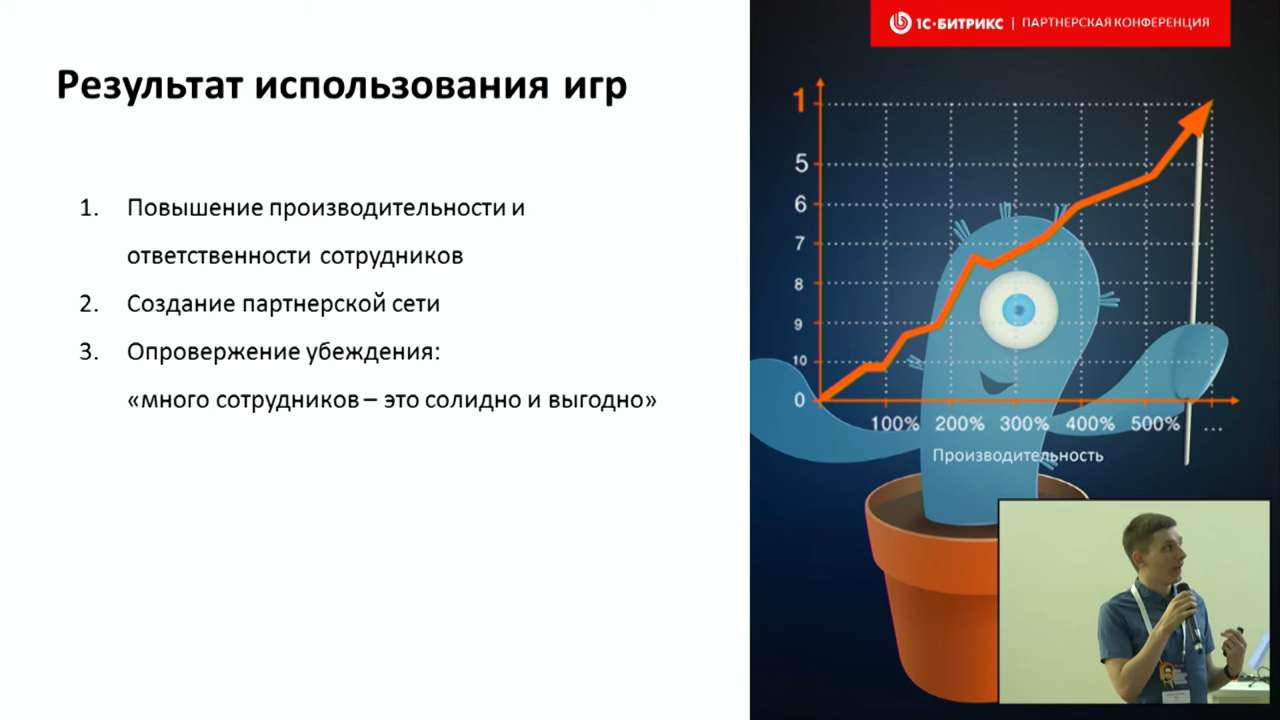 1С-БИТРИКС | ПАРТНЕРСКАЯ КОНФЕРЕНЦИЯ
Результат использования игр
1. Повышение производительности и
ответственности сотрудников
2. Создание партнерской сети
3. Опровержение убеждения:
«много сотрудников – это солидно и выгодно»
1
5
6
7
8
9
10
0
100% 200% 300% 400% 500% ...
Производительность